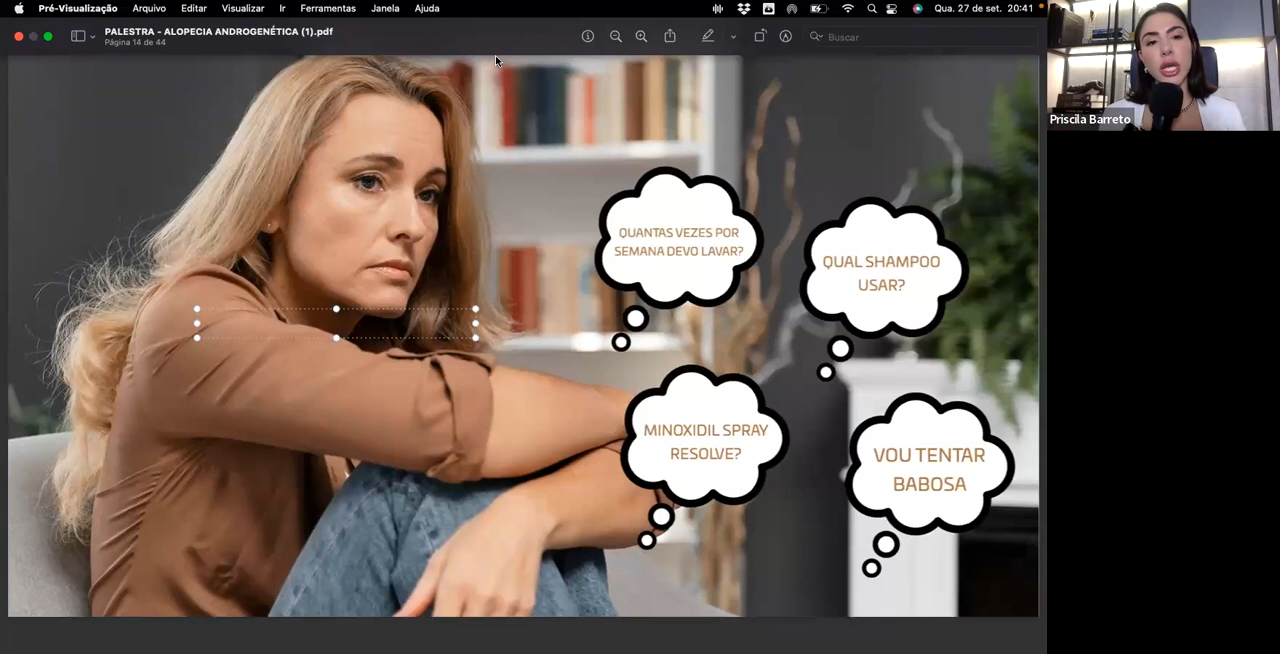 Pré-Visualização Arquivo Editar Visualizar Ir Ferramentas Janela Ajuda
Qua. 27 de set. 20:41
PALESTRA - ALOPECIA ANDROGENÉTICA (1).pdf
Página 14 de 44
Buscar
Priscila Barreto
QUANTAS VEZES POR
SEMANA DEVO LAVAR?
QUAL SHAMPOO
USAR?
MINOXIDIL SPRAY
RESOLVE?
VOU TENTAR
BABOSA